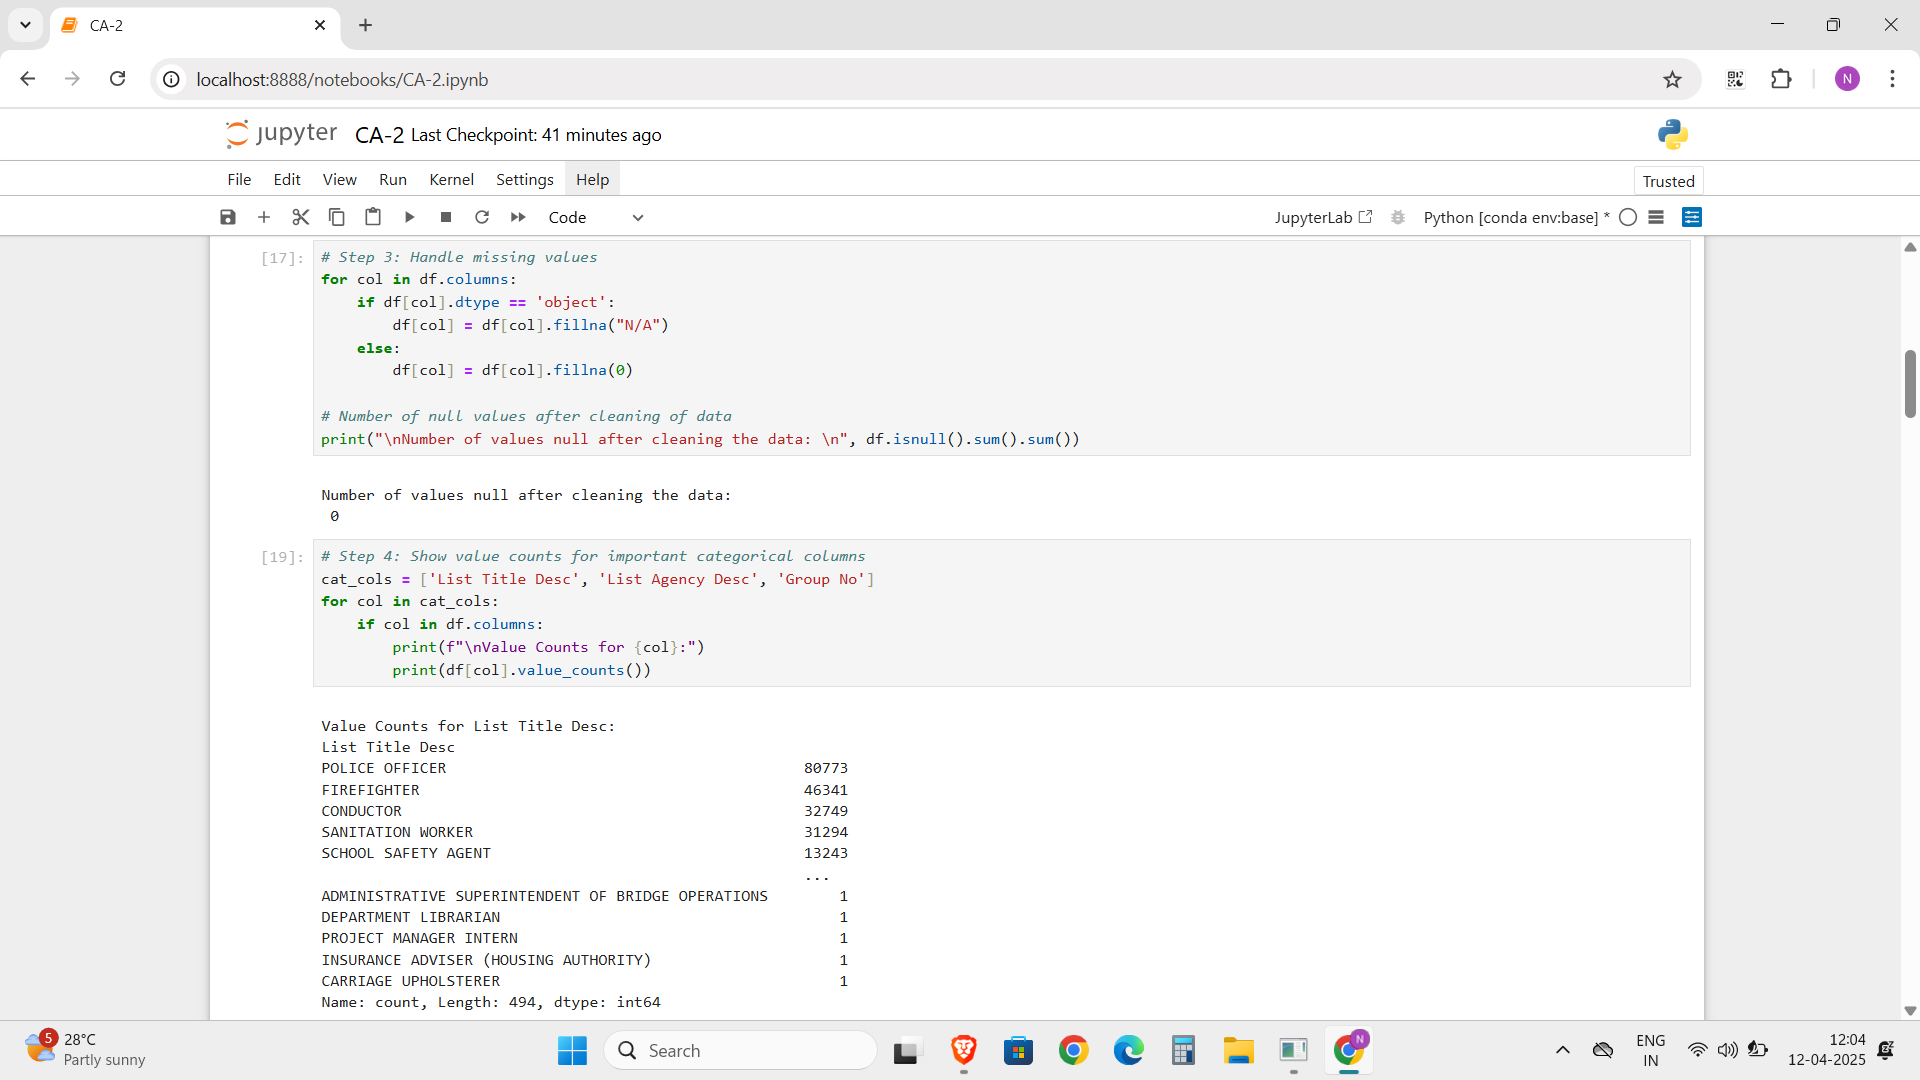 CA-2
localhost:8888/notebooks/CA-2.ipynb
N
jupyter CA-2 Last Checkpoint: 41 minutes ago
File Edit View Run Kernel Settings Help
Trusted
Code
JupyterLab
Python [conda env:base] *
[17]:
# Step 3: Handle missing values
for col in df.columns:
    if df[col].dtype == 'object':
        df[col] = df[col].fillna("N/A")
    else:
        df[col] = df[col].fillna(0)
# Number of null values after cleaning of data
print("\nNumber of values null after cleaning the data: \n", df.isnull().sum().sum())
Number of values null after cleaning the data:
 0
[19]:
# Step 4: Show value counts for important categorical columns
cat_cols = ['List Title Desc', 'List Agency Desc', 'Group No']
for col in cat_cols:
    if col in df.columns:
        print(f"\nValue Counts for {col}:")
        print(df[col].value_counts())
Value Counts for List Title Desc:
List Title Desc
POLICE OFFICER 80773
FIREFIGHTER 46341
CONDUCTOR 32749
SANITATION WORKER 31294
SCHOOL SAFETY AGENT 13243
...
ADMINISTRATIVE SUPERINTENDENT OF BRIDGE OPERATIONS 1
DEPARTMENT LIBRARIAN 1
PROJECT MANAGER INTERN 1
INSURANCE ADVISER (HOUSING AUTHORITY) 1
CARRIAGE UPHOLSTERER 1
Name: count, Length: 494, dtype: int64
5
28°C
Partly sunny
Search
N
ENG
IN
12:04
12-04-2025